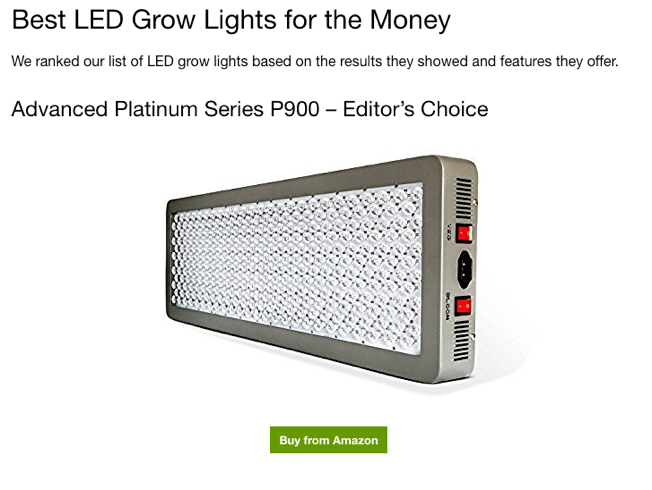 Best LED Grow Lights for the Money
We ranked our list of LED grow lights based on the results they showed and features they offer.
Advanced Platinum Series P900 – Editor’s Choice
VEG
BLOOM
Buy from Amazon